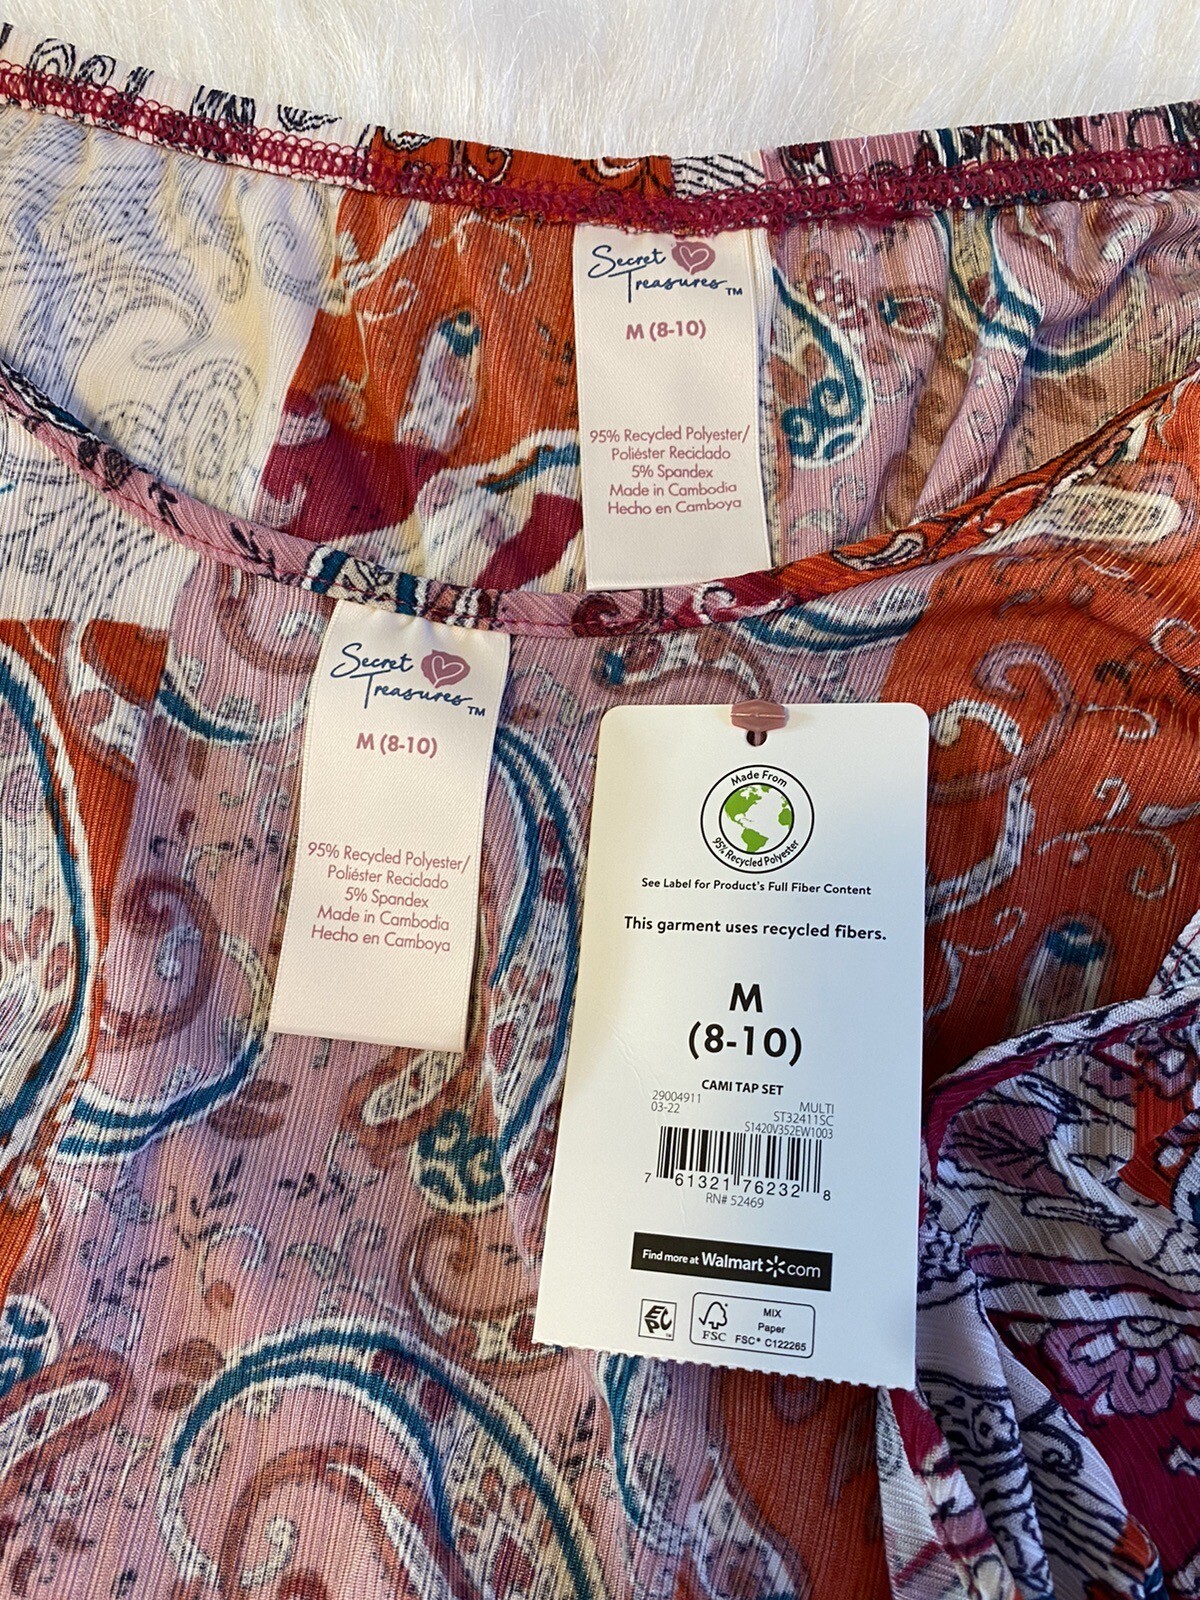 Secret
Treasures™
M (8-10)
95% Recycled Polyester/
Poliéster Reciclado
5% Spandex
Made in Cambodia
Hecho en Camboya
Secret
Treasures™
M (8-10)
95% Recycled Polyester/
Poliéster Reciclado
5% Spandex
Made in Cambodia
Hecho en Camboya
Made From
95% Recycled Polyester
See Label for Product's Full Fiber Content
This garment uses recycled fibers.
M
(8-10)
CAMI TAP SET
29004911 MULTI
03-22 ST32411SC
S1420V352EW1003
7 61321 76232 8
RN# 52469
Find more at Walmart.com
EPC
FSC
MIX
Paper
FSC® C122265